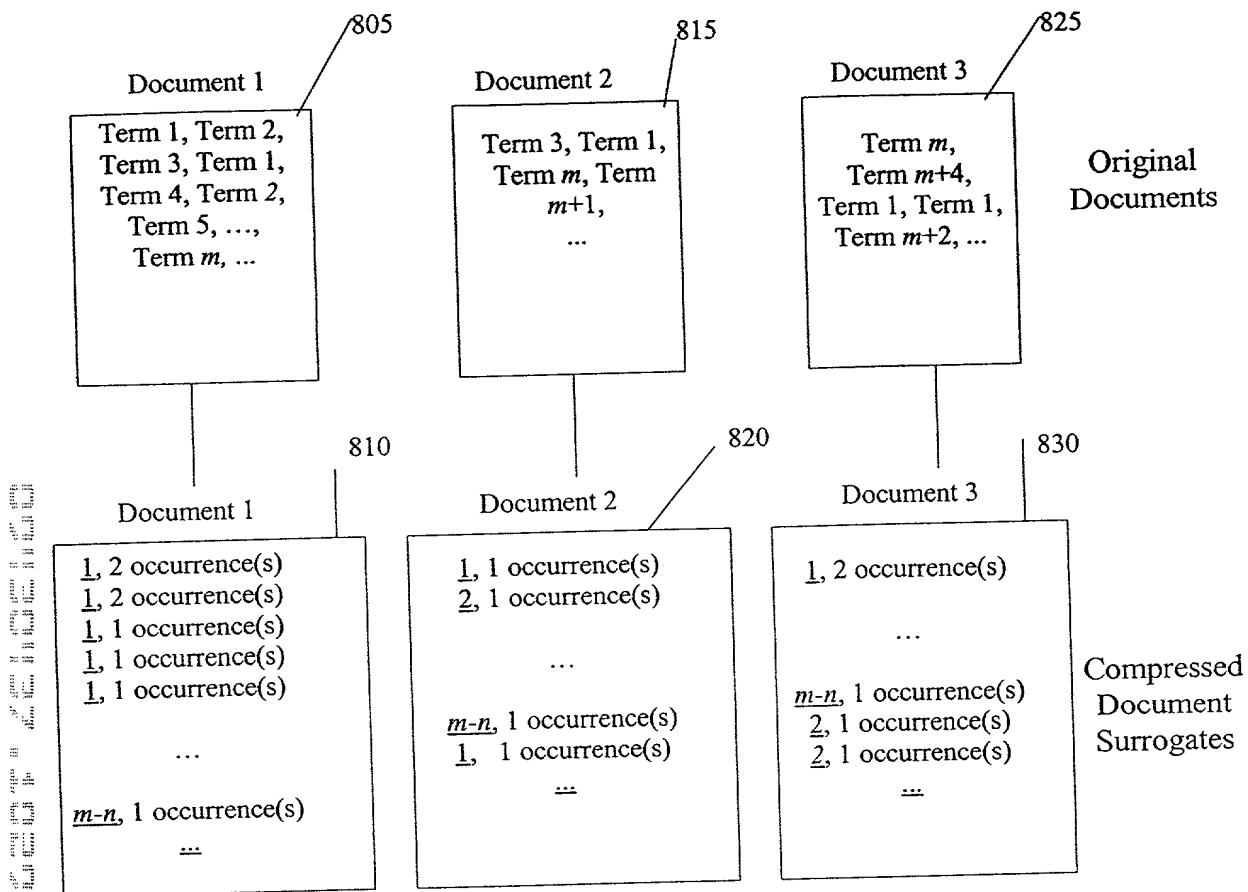 805
Document 1
Term 1, Term 2,
Term 3, Term 1,
Term 4, Term 2,
Term 5, ...,
Term m, ...
815
Document 2
Term 3, Term 1,
Term m, Term
m+1,
...
825
Document 3
Term m,
Term m+4,
Term 1, Term 1,
Term m+2, ...
Original
Documents
810
Document 1
1, 2 occurrence(s)
1, 2 occurrence(s)
1, 1 occurrence(s)
1, 1 occurrence(s)
1, 1 occurrence(s)
...
m-n, 1 occurrence(s)
...
820
Document 2
1, 1 occurrence(s)
2, 1 occurrence(s)
...
m-n, 1 occurrence(s)
1, 1 occurrence(s)
...
830
Document 3
1, 2 occurrence(s)
...
m-n, 1 occurrence(s)
2, 1 occurrence(s)
2, 1 occurrence(s)
...
Compressed
Document
Surrogates